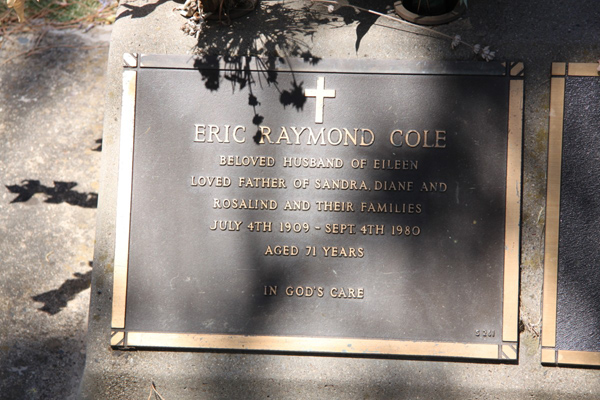 ERIC RAYMOND COLE
BELOVED HUSBAND OF EILEEN
LOVED FATHER OF SANDRA, DIANE AND
ROSALIND AND THEIR FAMILIES
JULY 4TH 1909 - SEPT. 4TH 1980
AGED 71 YEARS
IN GOD'S CARE